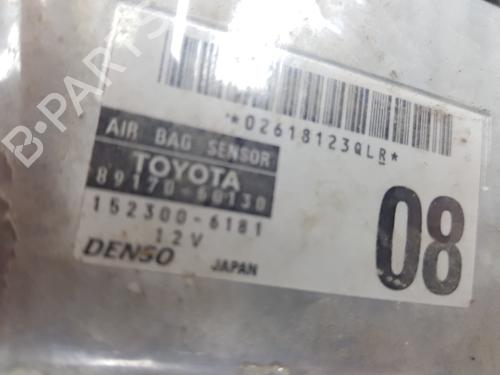 *02618123QLR*
AIR BAG SENSOR
TOYOTA
89170-60130
152300-6181
12V
DENSO
JAPAN
08
B-PARTS